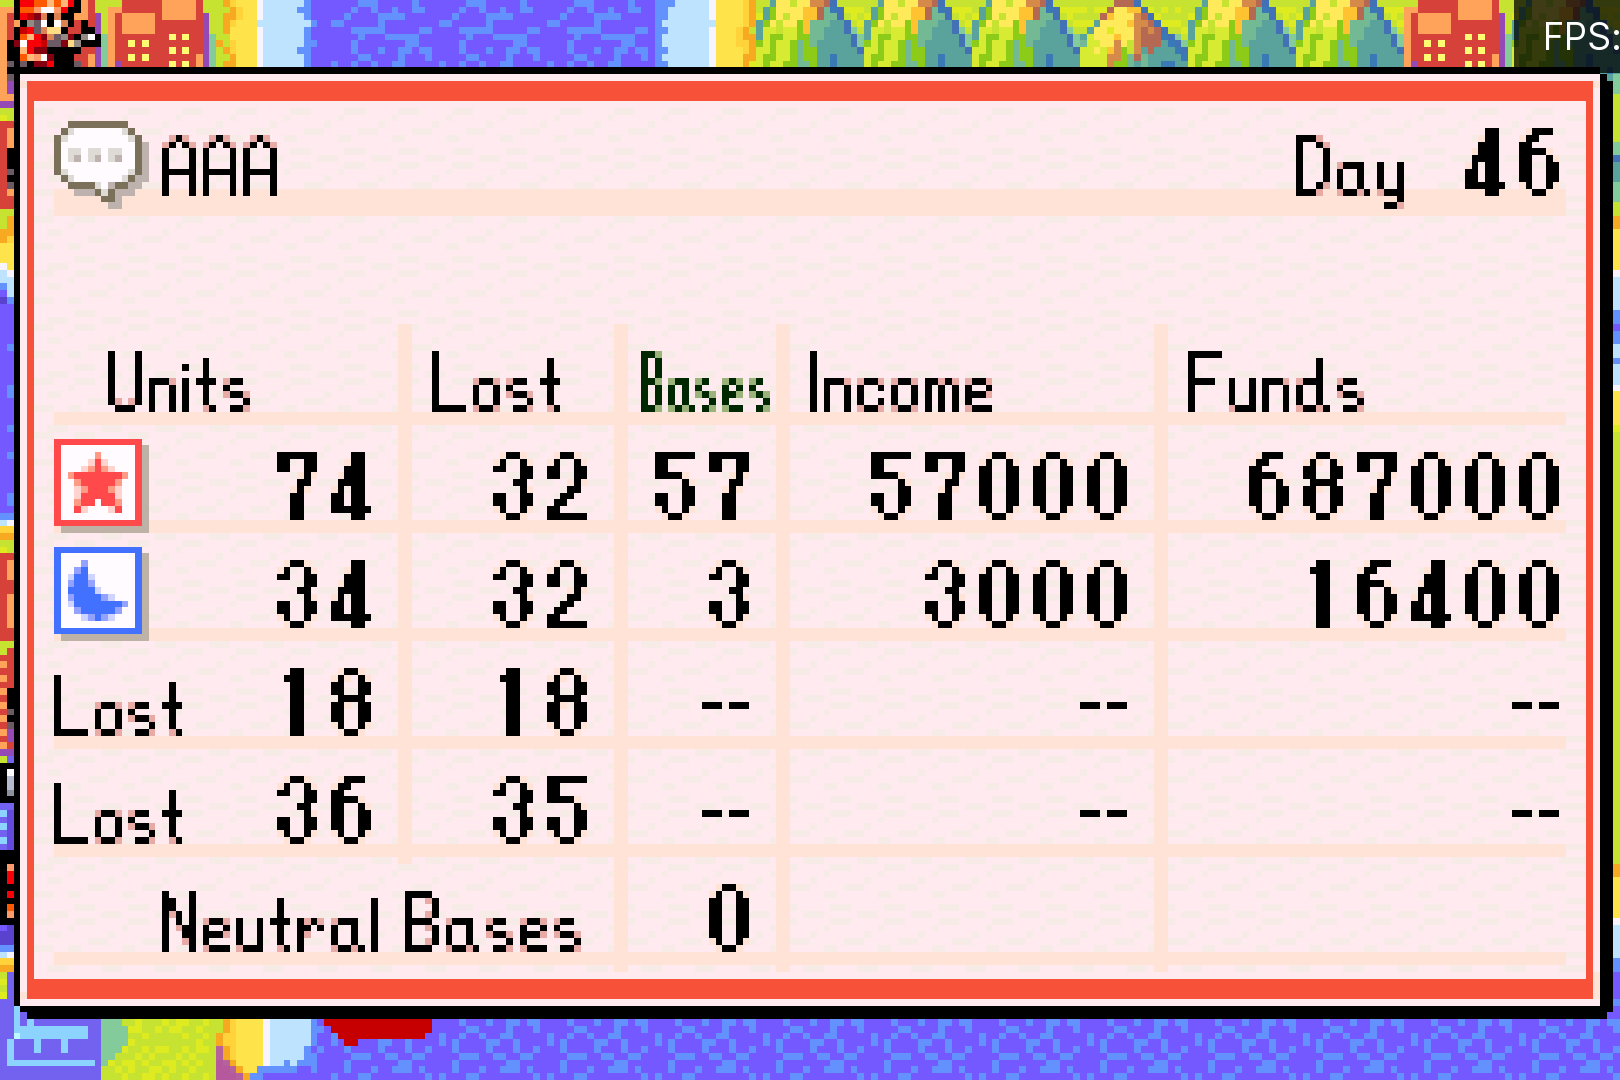 FPS:
AAA Day 46
Units Lost Bases Income Funds
74 32 57 57000 687000
34 32 3 3000 16400
Lost 18 18 -- -- --
Lost 36 35 -- -- --
Neutral Bases 0